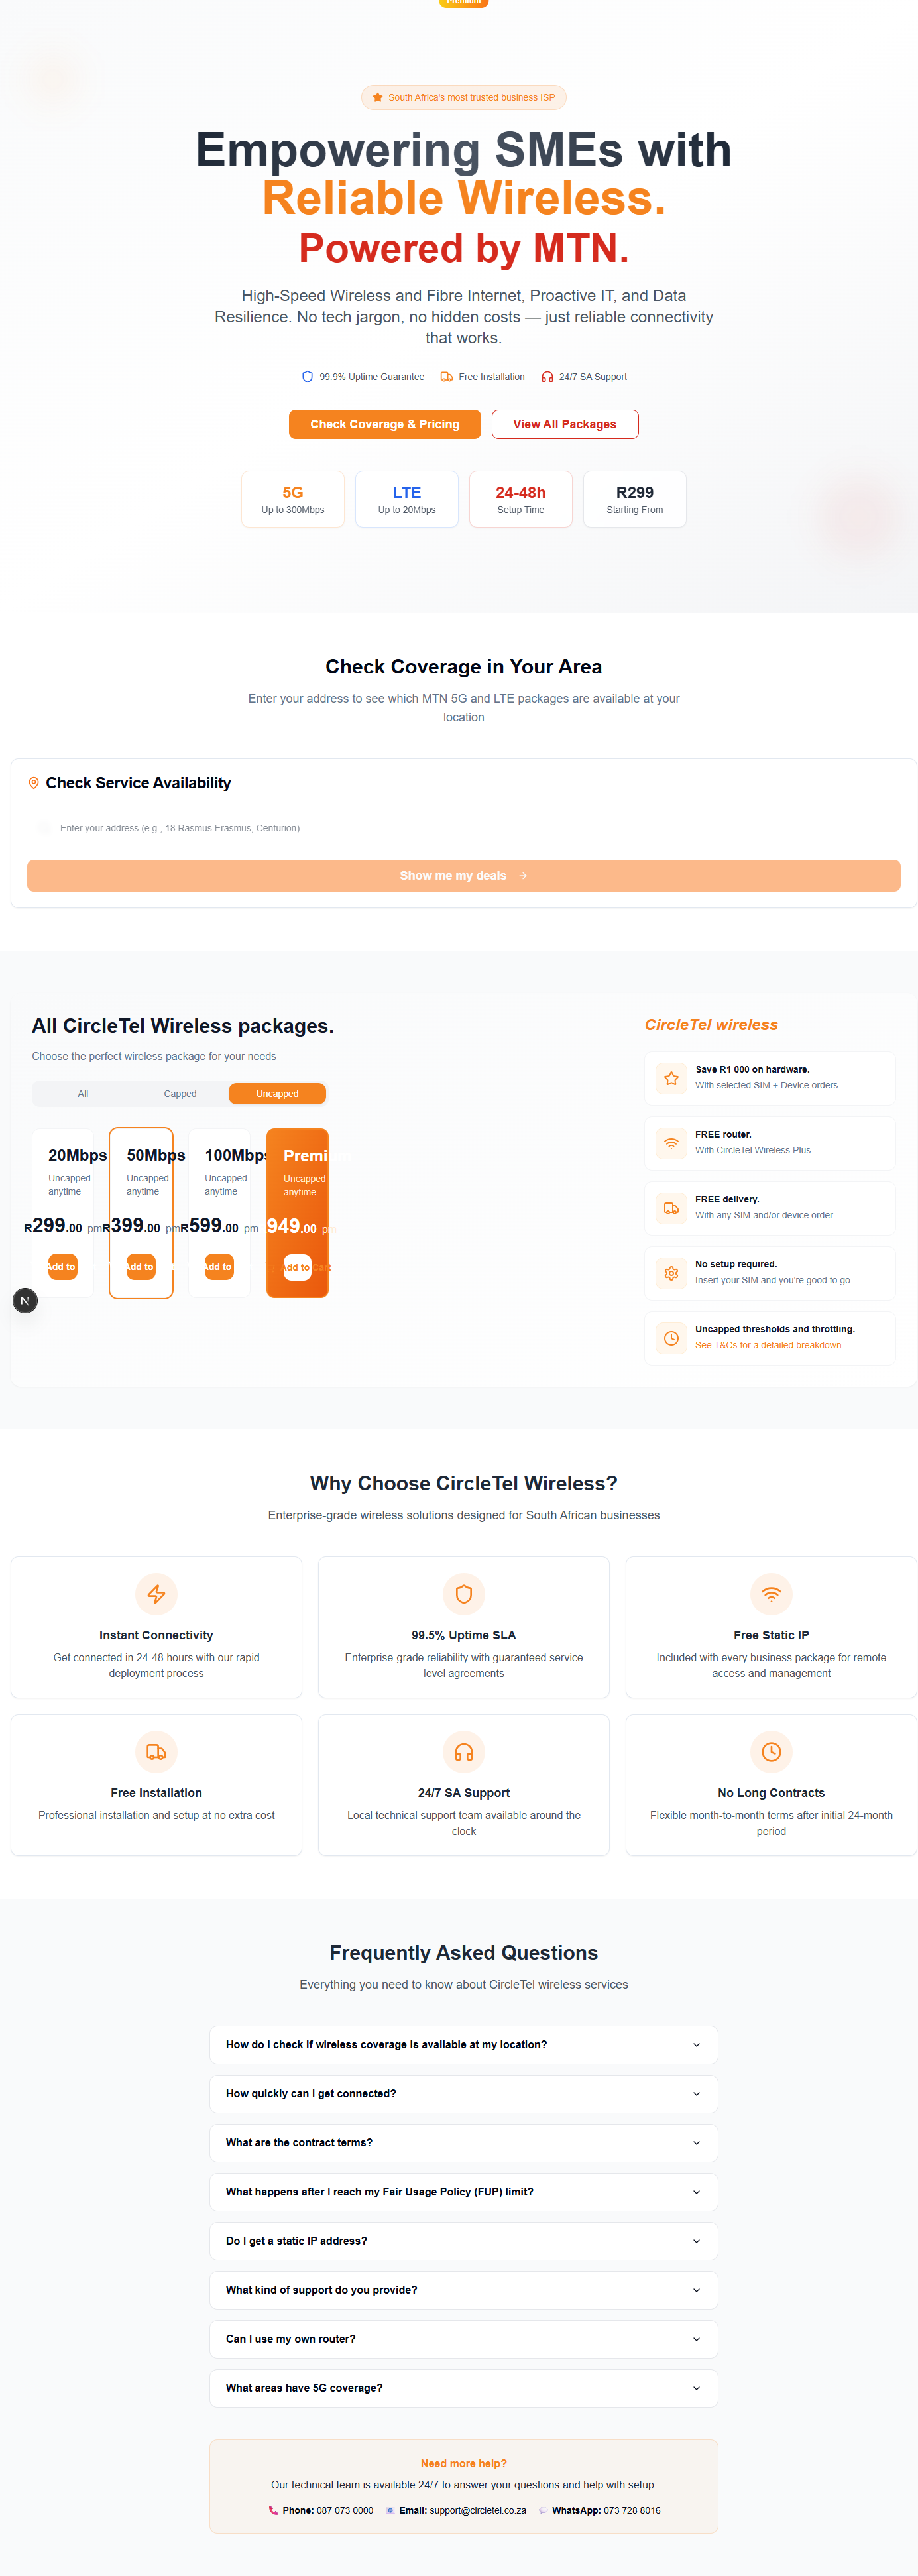 Premium
South Africa's most trusted business ISP
Empowering SMEs with
Reliable Wireless.
Powered by MTN.
High-Speed Wireless and Fibre Internet, Proactive IT, and Data
Resilience. No tech jargon, no hidden costs — just reliable connectivity
that works.
99.9% Uptime Guarantee
Free Installation
24/7 SA Support
Check Coverage & Pricing
View All Packages
5G
Up to 300Mbps
LTE
Up to 20Mbps
24-48h
Setup Time
R299
Starting From
Check Coverage in Your Area
Enter your address to see which MTN 5G and LTE packages are available at your
location
Check Service Availability
Enter your address (e.g., 18 Rasmus Erasmus, Centurion)
Show me my deals
All CircleTel Wireless packages.
Choose the perfect wireless package for your needs
All
Capped
Uncapped
20Mbps
Uncapped
anytime
R299.00 pm
Add to
50Mbps
Uncapped
anytime
R399.00 pm
Add to
100Mbps
Uncapped
anytime
R599.00 pm
Add to
Premi
Uncapped
anytime
949.00 p
Add to Cart
N
CircleTel wireless
Save R1 000 on hardware.
With selected SIM + Device orders.
FREE router.
With CircleTel Wireless Plus.
FREE delivery.
With any SIM and/or device order.
No setup required.
Insert your SIM and you're good to go.
Uncapped thresholds and throttling.
See T&Cs for a detailed breakdown.
Why Choose CircleTel Wireless?
Enterprise-grade wireless solutions designed for South African businesses
Instant Connectivity
Get connected in 24-48 hours with our rapid
deployment process
99.5% Uptime SLA
Enterprise-grade reliability with guaranteed service
level agreements
Free Static IP
Included with every business package for remote
access and management
Free Installation
Professional installation and setup at no extra cost
24/7 SA Support
Local technical support team available around the
clock
No Long Contracts
Flexible month-to-month terms after initial 24-month
period
Frequently Asked Questions
Everything you need to know about CircleTel wireless services
How do I check if wireless coverage is available at my location?
How quickly can I get connected?
What are the contract terms?
What happens after I reach my Fair Usage Policy (FUP) limit?
Do I get a static IP address?
What kind of support do you provide?
Can I use my own router?
What areas have 5G coverage?
Need more help?
Our technical team is available 24/7 to answer your questions and help with setup.
Phone: 087 073 0000
Email: support@circletel.co.za
WhatsApp: 073 728 8016